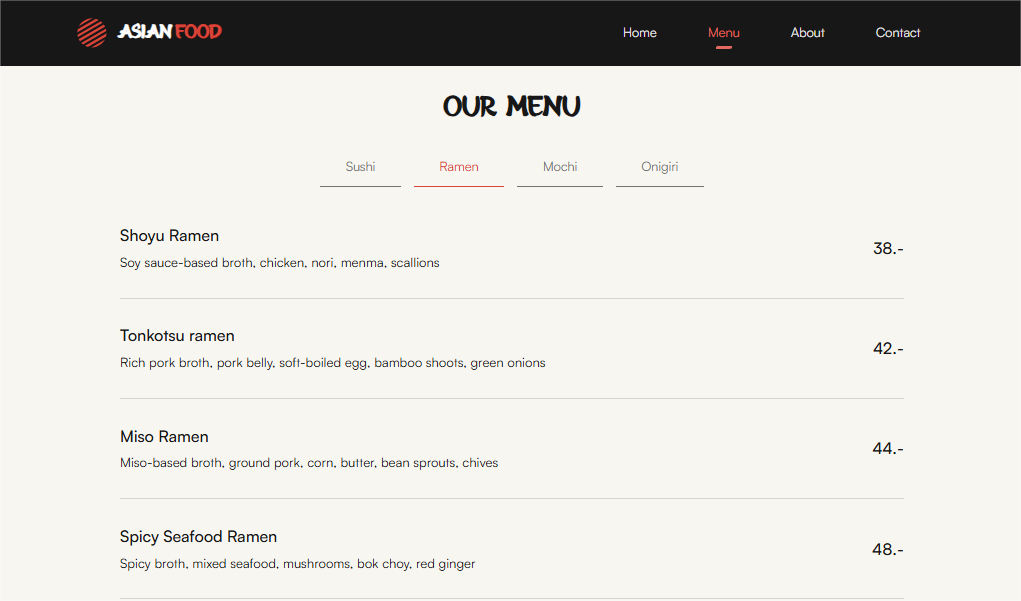 ASIAN FOOD
Home Menu About Contact
OUR MENU
Sushi Ramen Mochi Onigiri
Shoyu Ramen
Soy sauce-based broth, chicken, nori, menma, scallions
38.-
Tonkotsu ramen
Rich pork broth, pork belly, soft-boiled egg, bamboo shoots, green onions
42.-
Miso Ramen
Miso-based broth, ground pork, corn, butter, bean sprouts, chives
44.-
Spicy Seafood Ramen
Spicy broth, mixed seafood, mushrooms, bok choy, red ginger
48.-